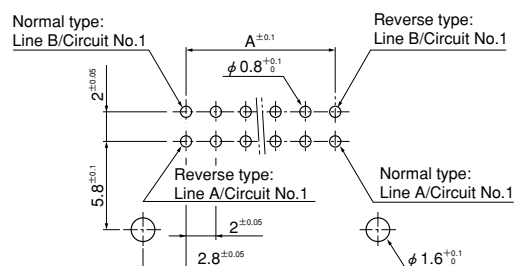 Normal type:
Line B/Circuit No.1
Reverse type:
Line B/Circuit No.1
A±0.1
φ0.8+0.1 0
2±0.05
5.8±0.1
Reverse type:
Line A/Circuit No.1
Normal type:
Line A/Circuit No.1
2±0.05
2.8±0.05
φ1.6+0.1 0